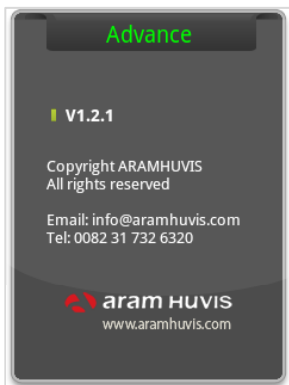 Advance
V1.2.1
Copyright ARAMHUVIS
All rights reserved
Email: info@aramhuvis.com
Tel: 0082 31 732 6320
aram HUVIS
www.aramhuvis.com